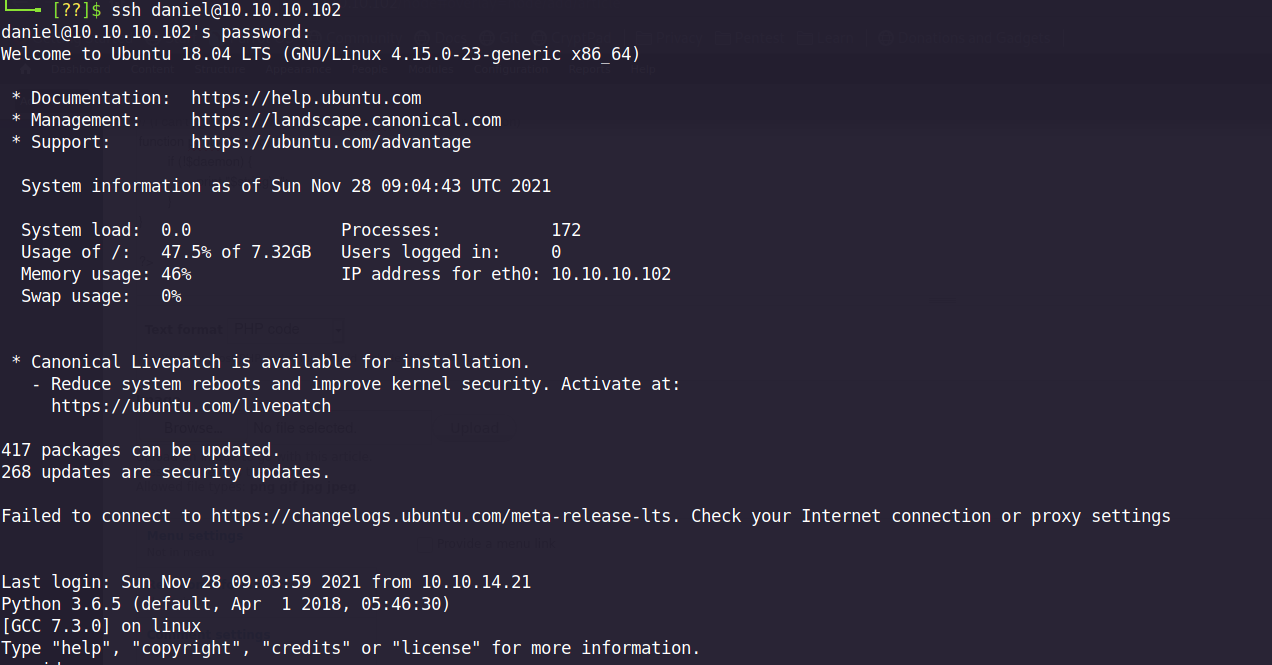 [??]$ ssh daniel@10.10.10.102
daniel@10.10.10.102's password:
Welcome to Ubuntu 18.04 LTS (GNU/Linux 4.15.0-23-generic x86_64)
* Documentation:  https://help.ubuntu.com
* Management:     https://landscape.canonical.com
* Support:        https://ubuntu.com/advantage
System information as of Sun Nov 28 09:04:43 UTC 2021
System load:  0.0               Processes:           172
Usage of /:   47.5% of 7.32GB   Users logged in:     0
Memory usage: 46%               IP address for eth0: 10.10.10.102
Swap usage:   0%
* Canonical Livepatch is available for installation.
- Reduce system reboots and improve kernel security. Activate at:
https://ubuntu.com/livepatch
417 packages can be updated.
268 updates are security updates.
Failed to connect to https://changelogs.ubuntu.com/meta-release-lts. Check your Internet connection or proxy settings
Last login: Sun Nov 28 09:03:59 2021 from 10.10.14.21
Python 3.6.5 (default, Apr  1 2018, 05:46:30)
[GCC 7.3.0] on linux
Type "help", "copyright", "credits" or "license" for more information.